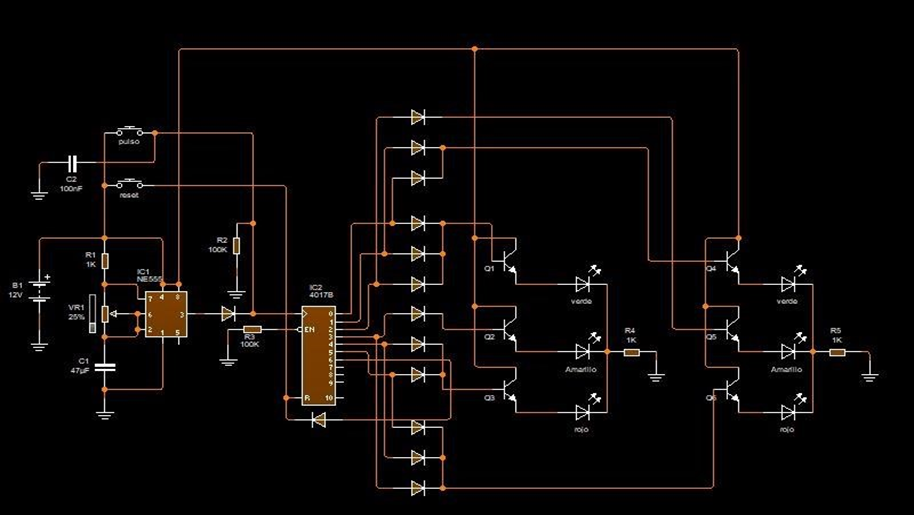 pulso
C2
100nF
reset
R1
1K
IC1
NE555
R2
100K
B1
12V
+
VR1
25%
7 4 8
6
3
2
1 5
C1
47µF
R3
100K
IC2
4017B
EN
R
0
1
2
3
4
5
6
7
8
9
10
Q1
verde
Q2
Amarillo
Q3
rojo
R4
1K
Q4
verde
Q5
Amarillo
Q6
rojo
R5
1K